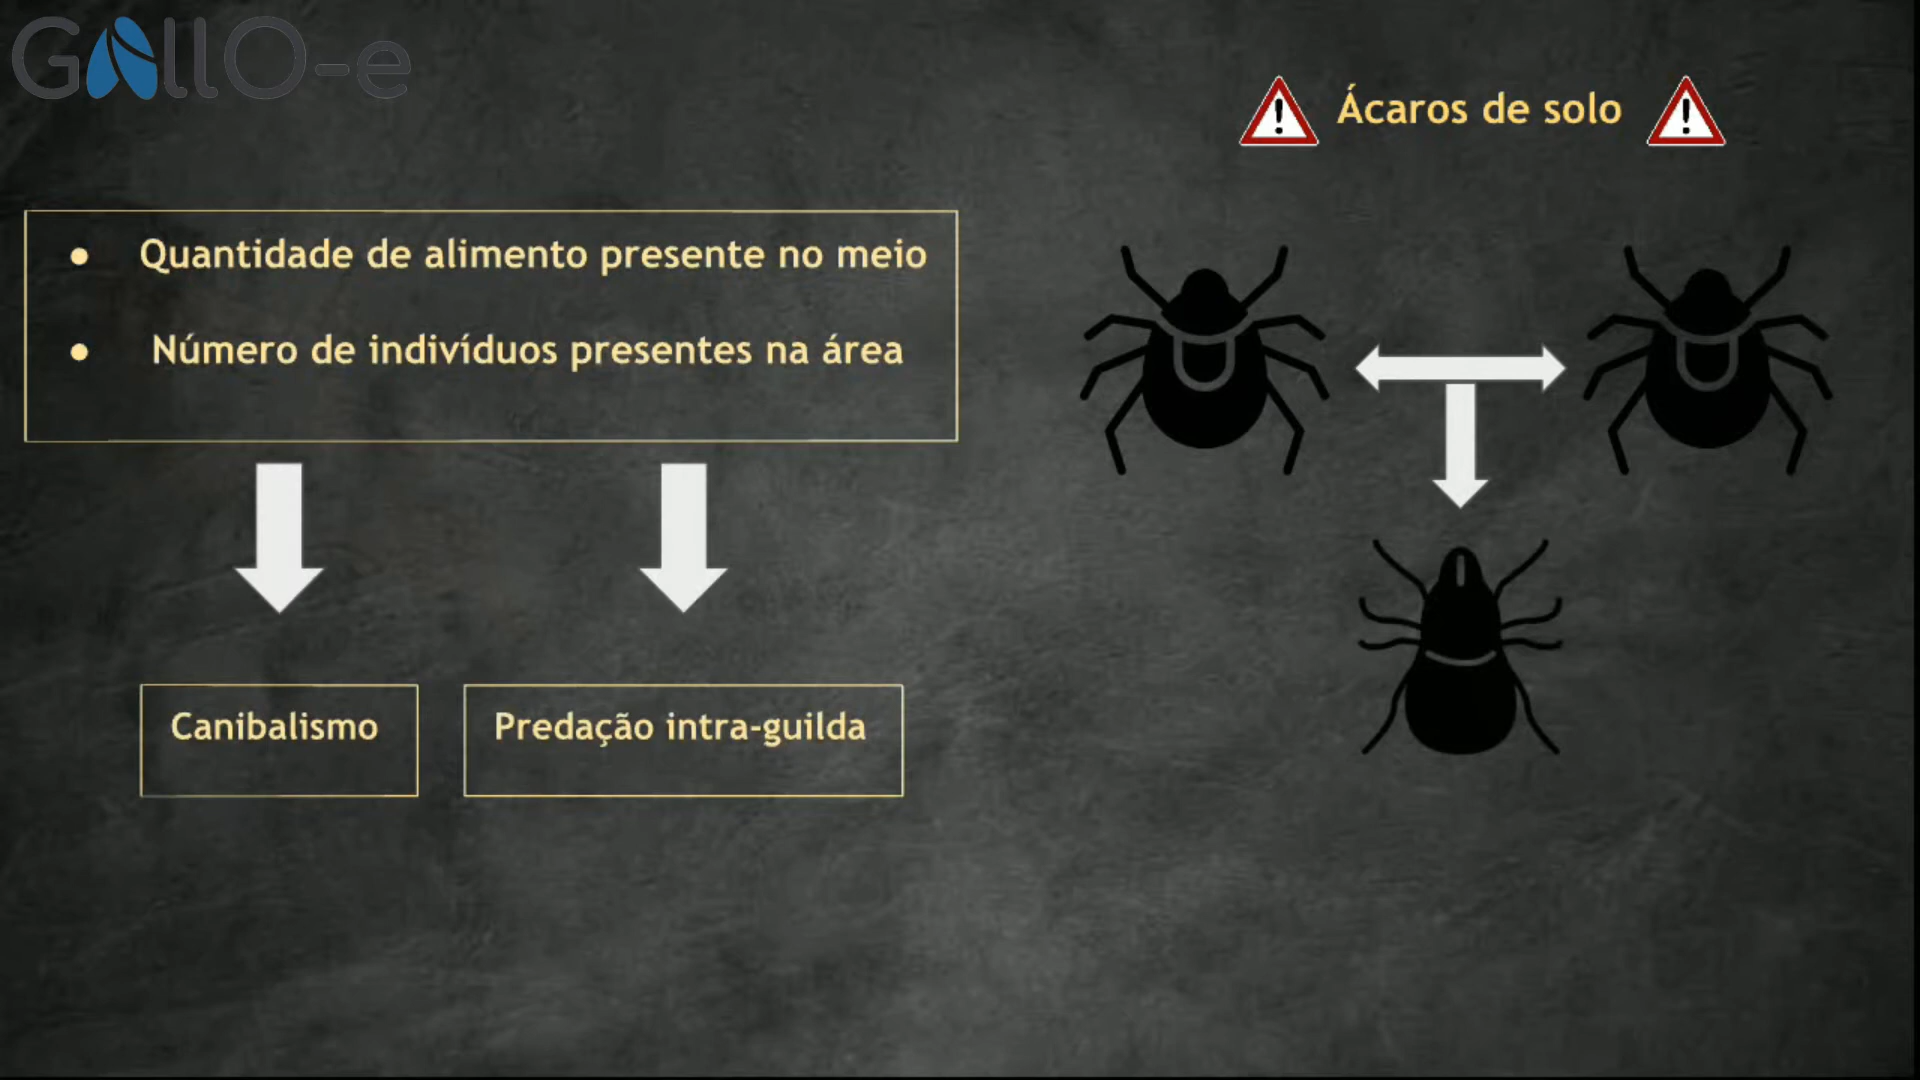 GALLO-e
Ácaros de solo
Quantidade de alimento presente no meio
Número de indivíduos presentes na área
Canibalismo
Predação intra-guilda